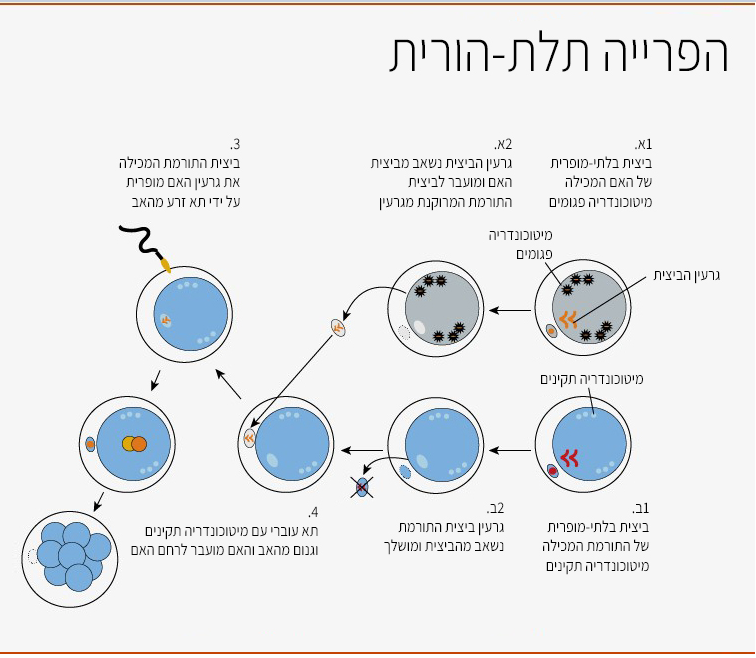 הפרייה תלת-הורית
1א.
ביצית בלתי-מופרית
של האם המכילה
מיטוכונדריה פגומים
2א.
גרעין הביצית נשאב מביצית
האם ומועבר לביצית
התורמת המרוקנת מגרעין
3.
ביצית התורמת המכילה
את גרעין האם מופרית
על ידי תא זרע מהאב
מיטוכונדריה
פגומים
גרעין הביצית
מיטוכונדריה תקינים
1ב.
ביצית בלתי-מופרית
של התורמת המכילה
מיטוכונדריה תקינים
2ב.
גרעין ביצית התורמת
נשאב מהביצית ומושלך
4.
תא עוברי עם מיטוכונדריה תקינים
וגנום מהאב והאם מועבר לרחם האם